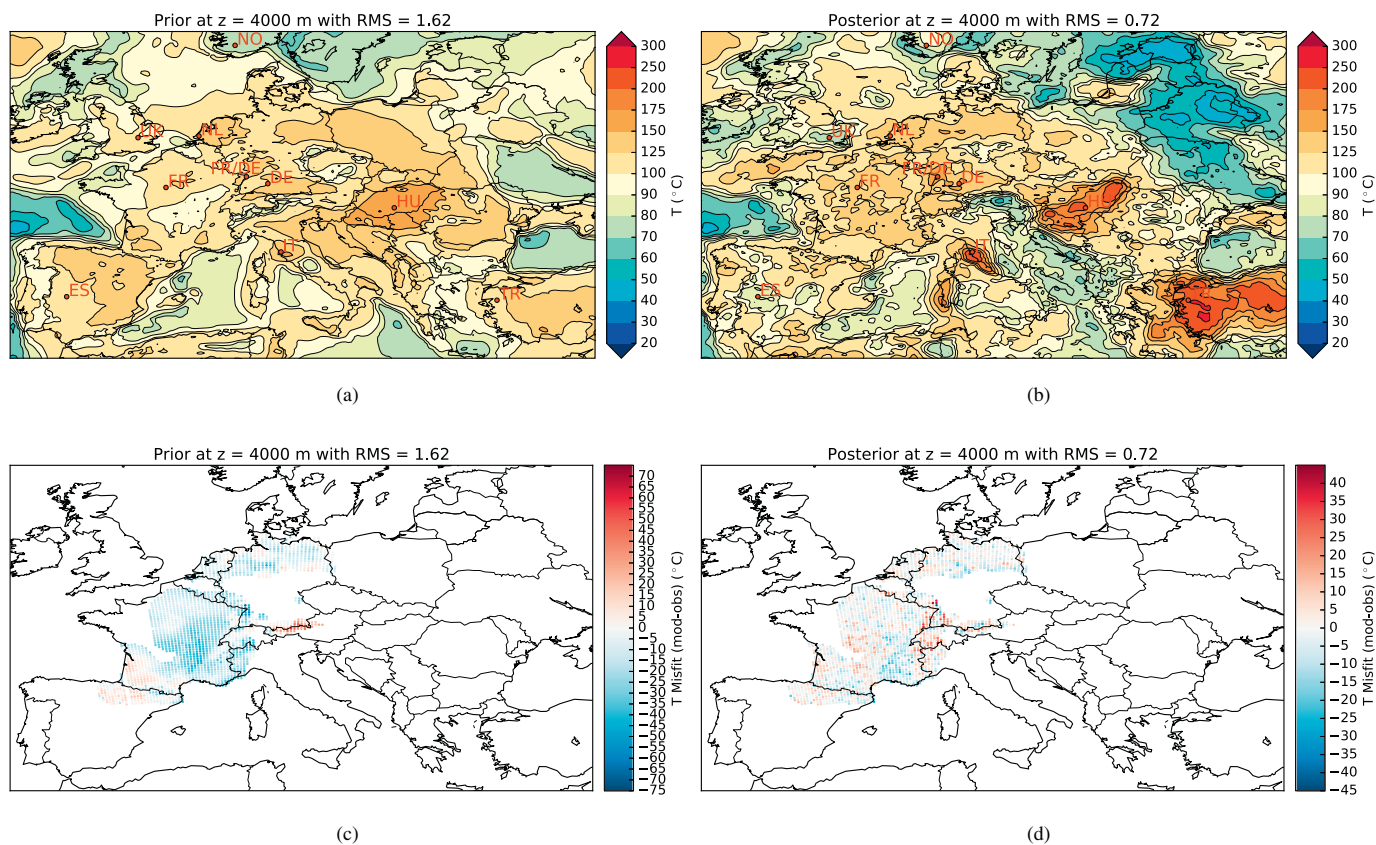 Prior at z = 4000 m with RMS = 1.62
NO
UK
NL
FR/DE
FR
DE
HU
IT
ES
TR
300
250
175
150
125
100
90
80
70
60
50
40
30
20
T (°C)
(a)
Posterior at z = 4000 m with RMS = 0.72
NO
UK
NL
FR/DE
FR
DE
IT
ES
300
250
175
150
125
100
90
80
70
60
50
40
30
20
T (°C)
(b)
Prior at z = 4000 m with RMS = 1.62
70
65
60
55
50
45
40
35
30
25
20
15
10
5
0
−5
−10
−15
−20
−25
−30
−35
−40
−45
−50
−55
−60
−65
−70
−75
T Misfit (mod-obs) (°C)
(c)
Posterior at z = 4000 m with RMS = 0.72
40
35
30
25
20
15
10
5
0
−5
−10
−15
−20
−25
−30
−35
−40
−45
T Misfit (mod-obs) (°C)
(d)